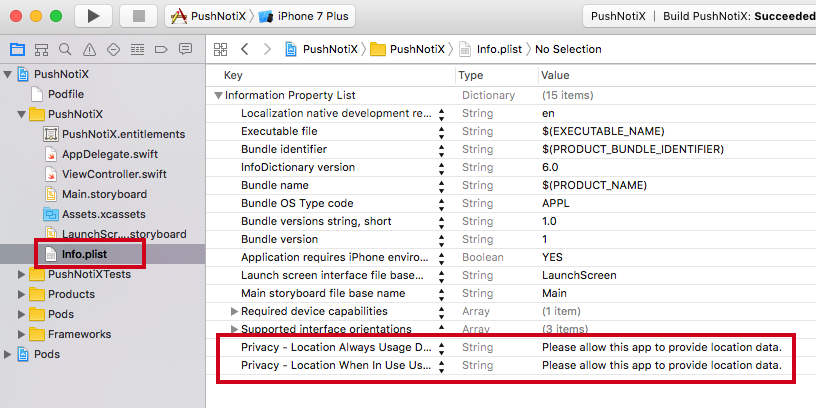 PushNotiX iPhone 7 Plus PushNotiX Build PushNotiX: Succeeded
PushNotiX PushNotiX Info.plist No Selection
PushNotiX
Podfile
PushNotiX
PushNotiX.entitlements
AppDelegate.swift
ViewController.swift
Main.storyboard
Assets.xcassets
LaunchScr….storyboard
Info.plist
PushNotiXTests
Products
Pods
Frameworks
Pods
Key Type Value
Information Property List Dictionary (15 items)
Localization native development re... String en
Executable file String $(EXECUTABLE_NAME)
Bundle identifier String $(PRODUCT_BUNDLE_IDENTIFIER)
InfoDictionary version String 6.0
Bundle name String $(PRODUCT_NAME)
Bundle OS Type code String APPL
Bundle versions string, short String 1.0
Bundle version String 1
Application requires iPhone enviro... Boolean YES
Launch screen interface file base... String LaunchScreen
Main storyboard file base name String Main
Required device capabilities Array (1 item)
Supported interface orientations Array (3 items)
Privacy - Location Always Usage D... String Please allow this app to provide location data.
Privacy - Location When In Use Us... String Please allow this app to provide location data.